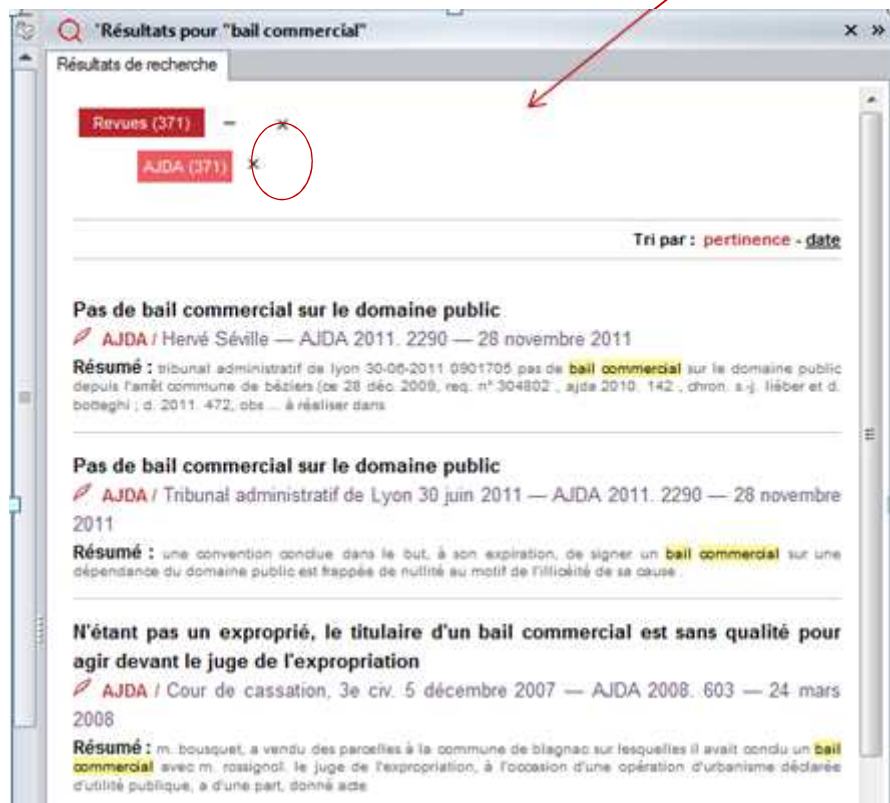 "Résultats pour "bail commercial"
Résultats de recherche
Revues (371)
AJDA (371)
Tri par : pertinence - date
Pas de bail commercial sur le domaine public
AJDA / Hervé Séville — AJDA 2011. 2290 — 28 novembre 2011
Résumé : tribunal administratif de lyon 30-06-2011 0901705 pas de bail commercial sur le domaine public
depuis l'arrêt commune de béziers (ce 28 déc. 2009, req. n° 304802 , ajda 2010. 142 , chron. s.-j. liéber et d.
botteghi ; d. 2011. 472, obs ... à réaliser dans
Pas de bail commercial sur le domaine public
AJDA / Tribunal administratif de Lyon 30 juin 2011 — AJDA 2011. 2290 — 28 novembre
2011
Résumé : une convention conclue dans le but, à son expiration, de signer un bail commercial sur une
dépendance du domaine public est frappée de nullité au motif de l'illicéité de sa cause .
N'étant pas un exproprié, le titulaire d'un bail commercial est sans qualité pour
agir devant le juge de l'expropriation
AJDA / Cour de cassation, 3e civ. 5 décembre 2007 — AJDA 2008. 603 — 24 mars
2008
Résumé : m. bousquet, a vendu des parcelles à la commune de blagnac sur lesquelles il avait conclu un bail
commercial avec m. rossignol. le juge de l'expropriation, à l'occasion d'une opération d'urbanisme déclarée
d'utilité publique, a d'une part, donné acte